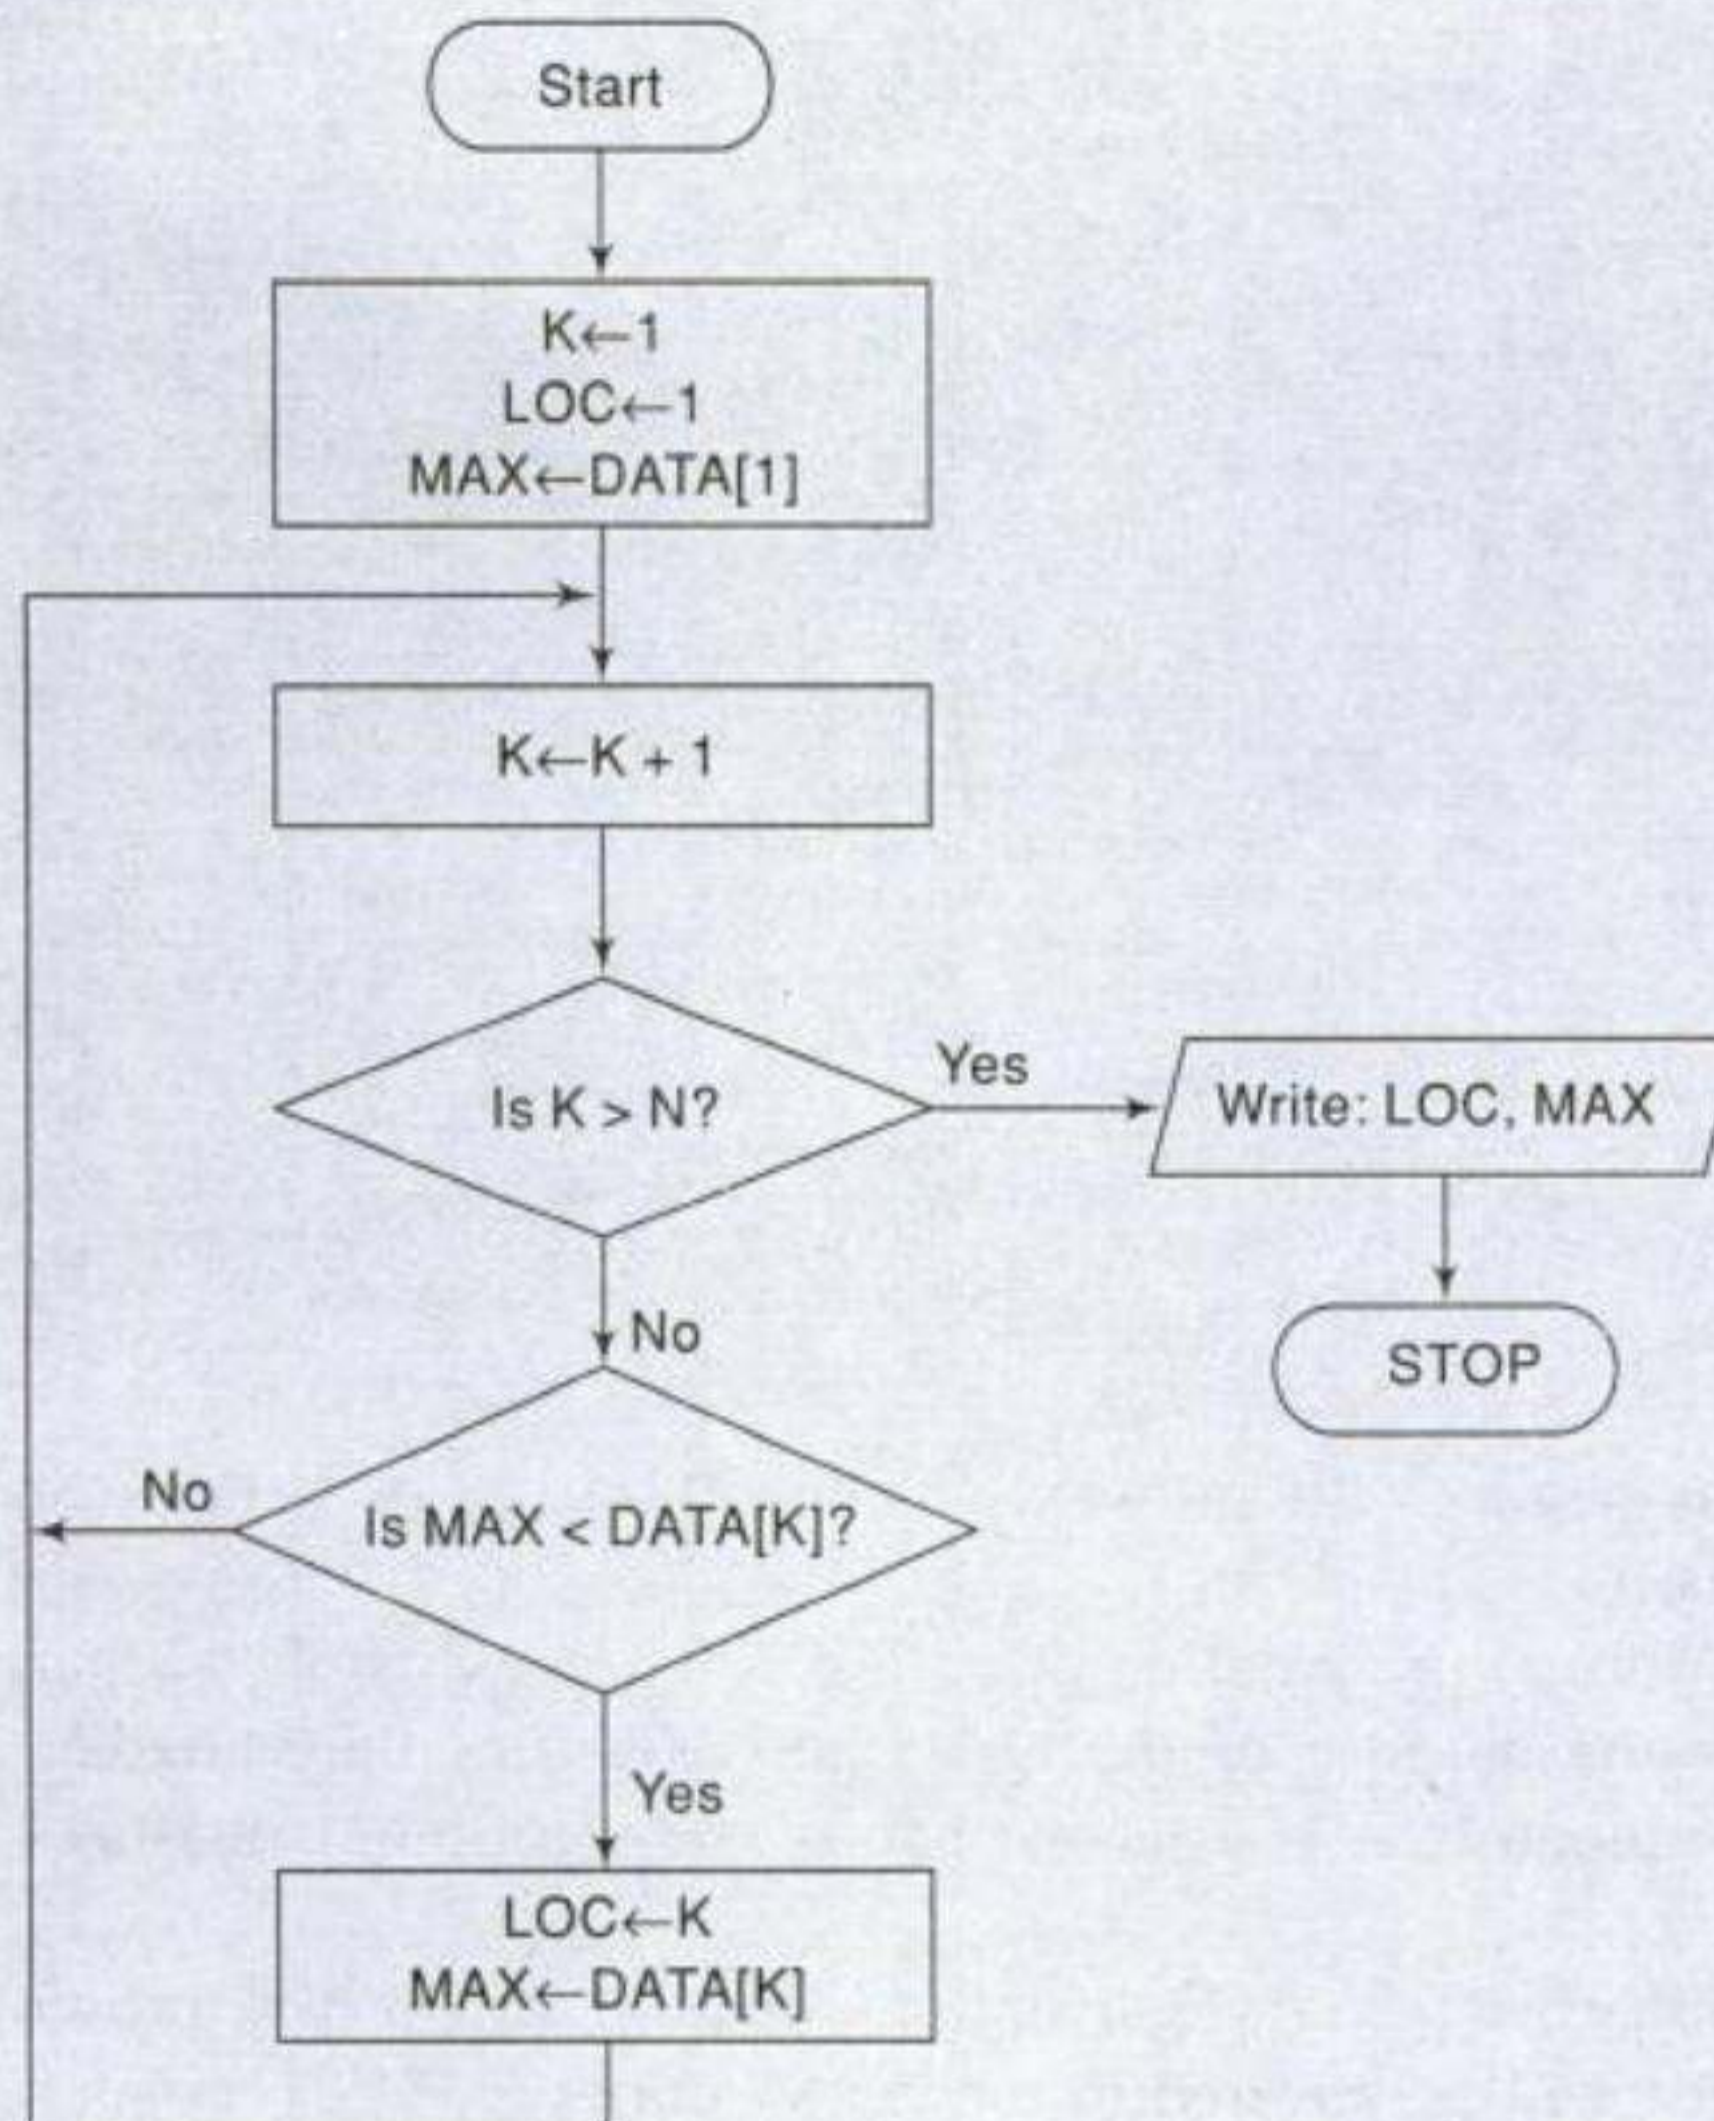 Start
K←1
LOC←1
MAX←DATA[1]
K←K + 1
Is K > N?
Yes
Write: LOC, MAX
No
STOP
No
Is MAX < DATA[K]?
Yes
LOC←K
MAX←DATA[K]